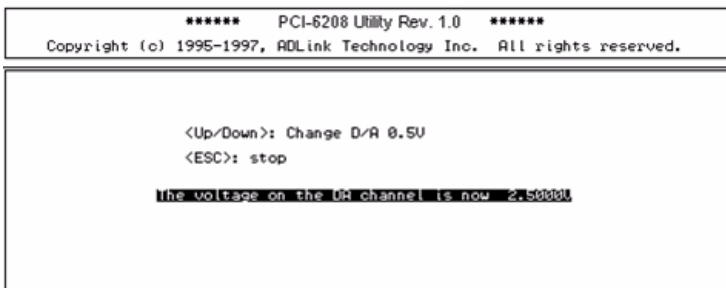 ****** PCI-6208 Utility Rev. 1.0 ******
Copyright (c) 1995-1997, ADLink Technology Inc. All rights reserved.
<Up/Down>: Change D/A 0.5V
<ESC>: stop
The voltage on the DA channel is now 2.5000V